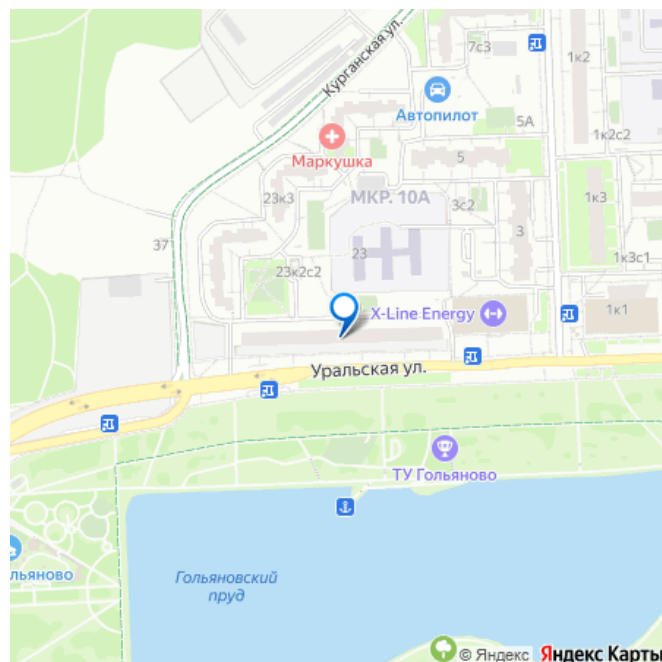 Курганская ул.
7с3
1к2
Автопилот
5А
1к2с2
Маркушка
5
23к3
МКР. 10А
3с2
1к3
3
37
23
23к2с2
1к3с1
X-Line Energy
1к1
Уральская ул.
ТУ Гольяново
льяново
Гольяновский
пруд
© Яндекс Яндекс Карты